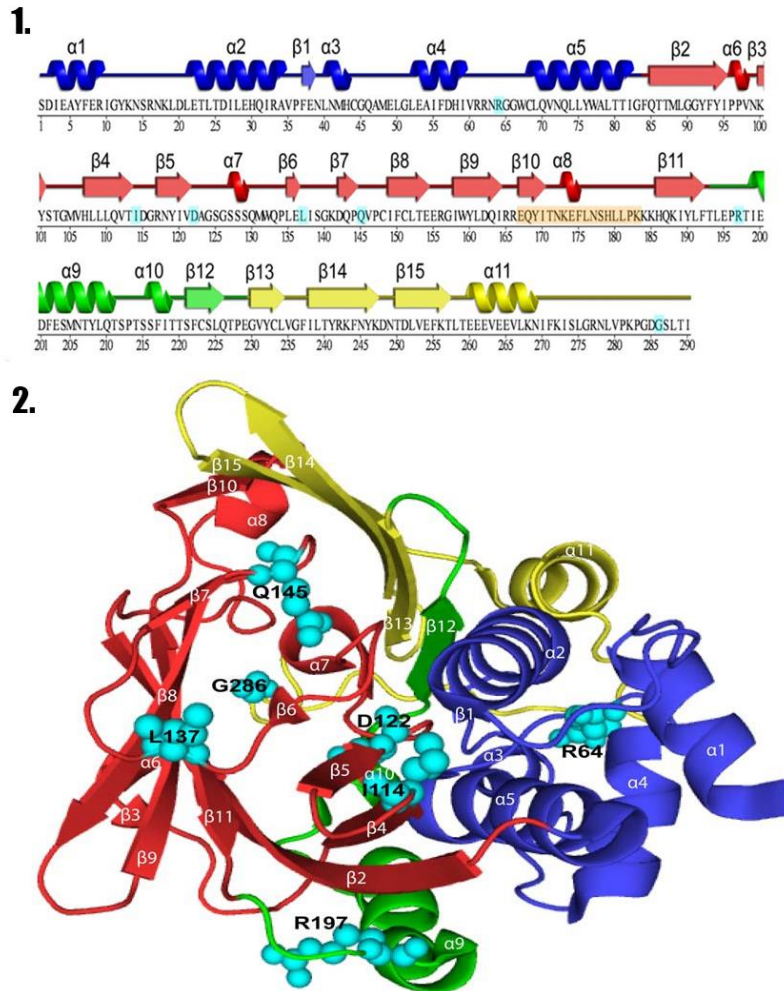 1.
α1 α2 β1 α3 α4 α5 β2 α6 β3
SDIEAYFERIGYKNSRNKLDLETLTDILEHQIRAVPFENLNMHCGQAMELGLEAIFDHIVRRNRGGWCLQVNQLLYWALTTIGFQTTMLGGYFYIPPVNK
1 5 10 15 20 25 30 35 40 45 50 55 60 65 70 75 80 85 90 95 100
β4 β5 α7 β6 β7 β8 β9 β10 α8 β11
YSTGMVHLLLQVTIDGRNYIVDAGSGSSSQMWQPLELISGKDQPQVPCIFCLTEERGIWYLDQIRREQYITNKEFLNSHLLPKKKHQKIYLFTLEPRTIE
101 105 110 115 120 125 130 135 140 145 150 155 160 165 170 175 180 185 190 195 200
α9 α10 β12 β13 β14 β15 α11
DFESMNTYLQTSPTSSFITTSFCSLQTPEGVYCLVGFILTYRKFNYKDNTDLVEFKTLTEEEVEEVLKNIFKISLGRNLVPKPGDGSLTI
201 205 210 215 220 225 230 235 240 245 250 255 260 265 270 275 280 285 290
2.
β15 β14
β10
α8
α11
Q145
β7
β13 β12
α7
α2
G286
β8
β6
D122
β1
L137
R64
α1
α6
β5 α10
α3
I114
α4
α5
β3
β11
β4
β9
β2
R197
α9